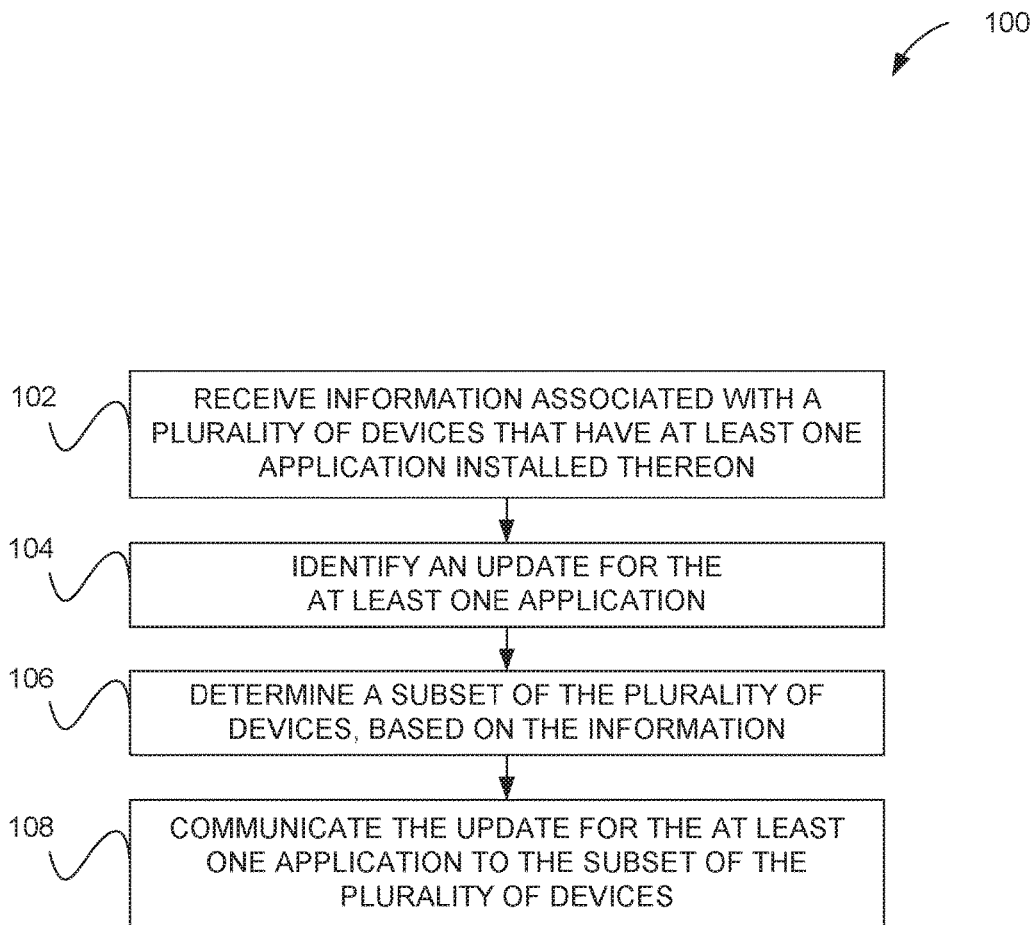 100
102
RECEIVE INFORMATION ASSOCIATED WITH A
PLURALITY OF DEVICES THAT HAVE AT LEAST ONE
APPLICATION INSTALLED THEREON
104
IDENTIFY AN UPDATE FOR THE
AT LEAST ONE APPLICATION
106
DETERMINE A SUBSET OF THE PLURALITY OF
DEVICES, BASED ON THE INFORMATION
108
COMMUNICATE THE UPDATE FOR THE AT LEAST
ONE APPLICATION TO THE SUBSET OF THE
PLURALITY OF DEVICES